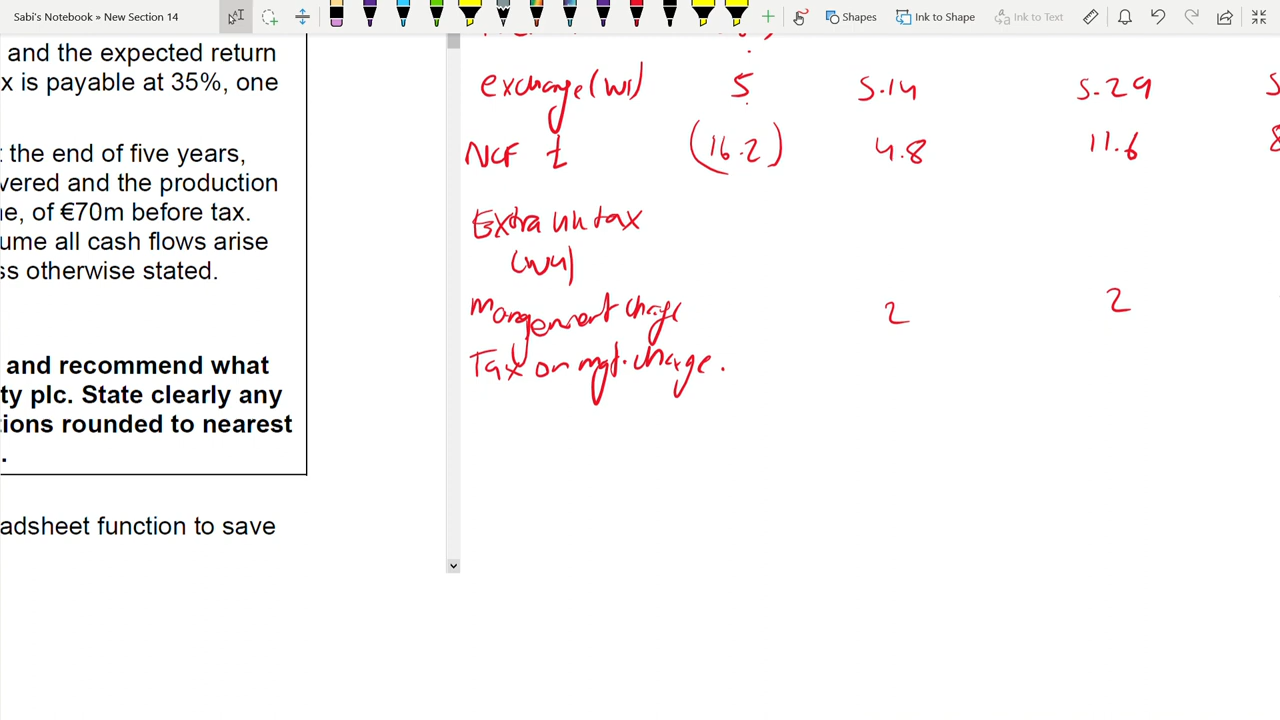 Sabi's Notebook » New Section 14
Shapes
Ink to Shape
Ink to Text
and the expected return
x is payable at 35%, one
t the end of five years,
vered and the production
ne, of €70m before tax.
ume all cash flows arise
ss otherwise stated.
and recommend what
ty plc. State clearly any
tions rounded to nearest
.
adsheet function to save
exchange (W1) 5 5.14 5.29 5
NCF £ (16.2) 4.8 11.6 8
Extra UK tax
(W4)
Mangement charge 2 2
Tax on mgt. charge.